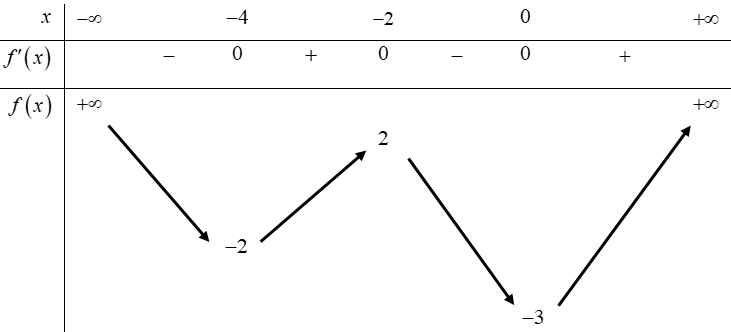 x −∞ −4 −2 0 +∞
f′(x) − 0 + 0 − 0 +
f(x) +∞ +∞
2
−2
−3